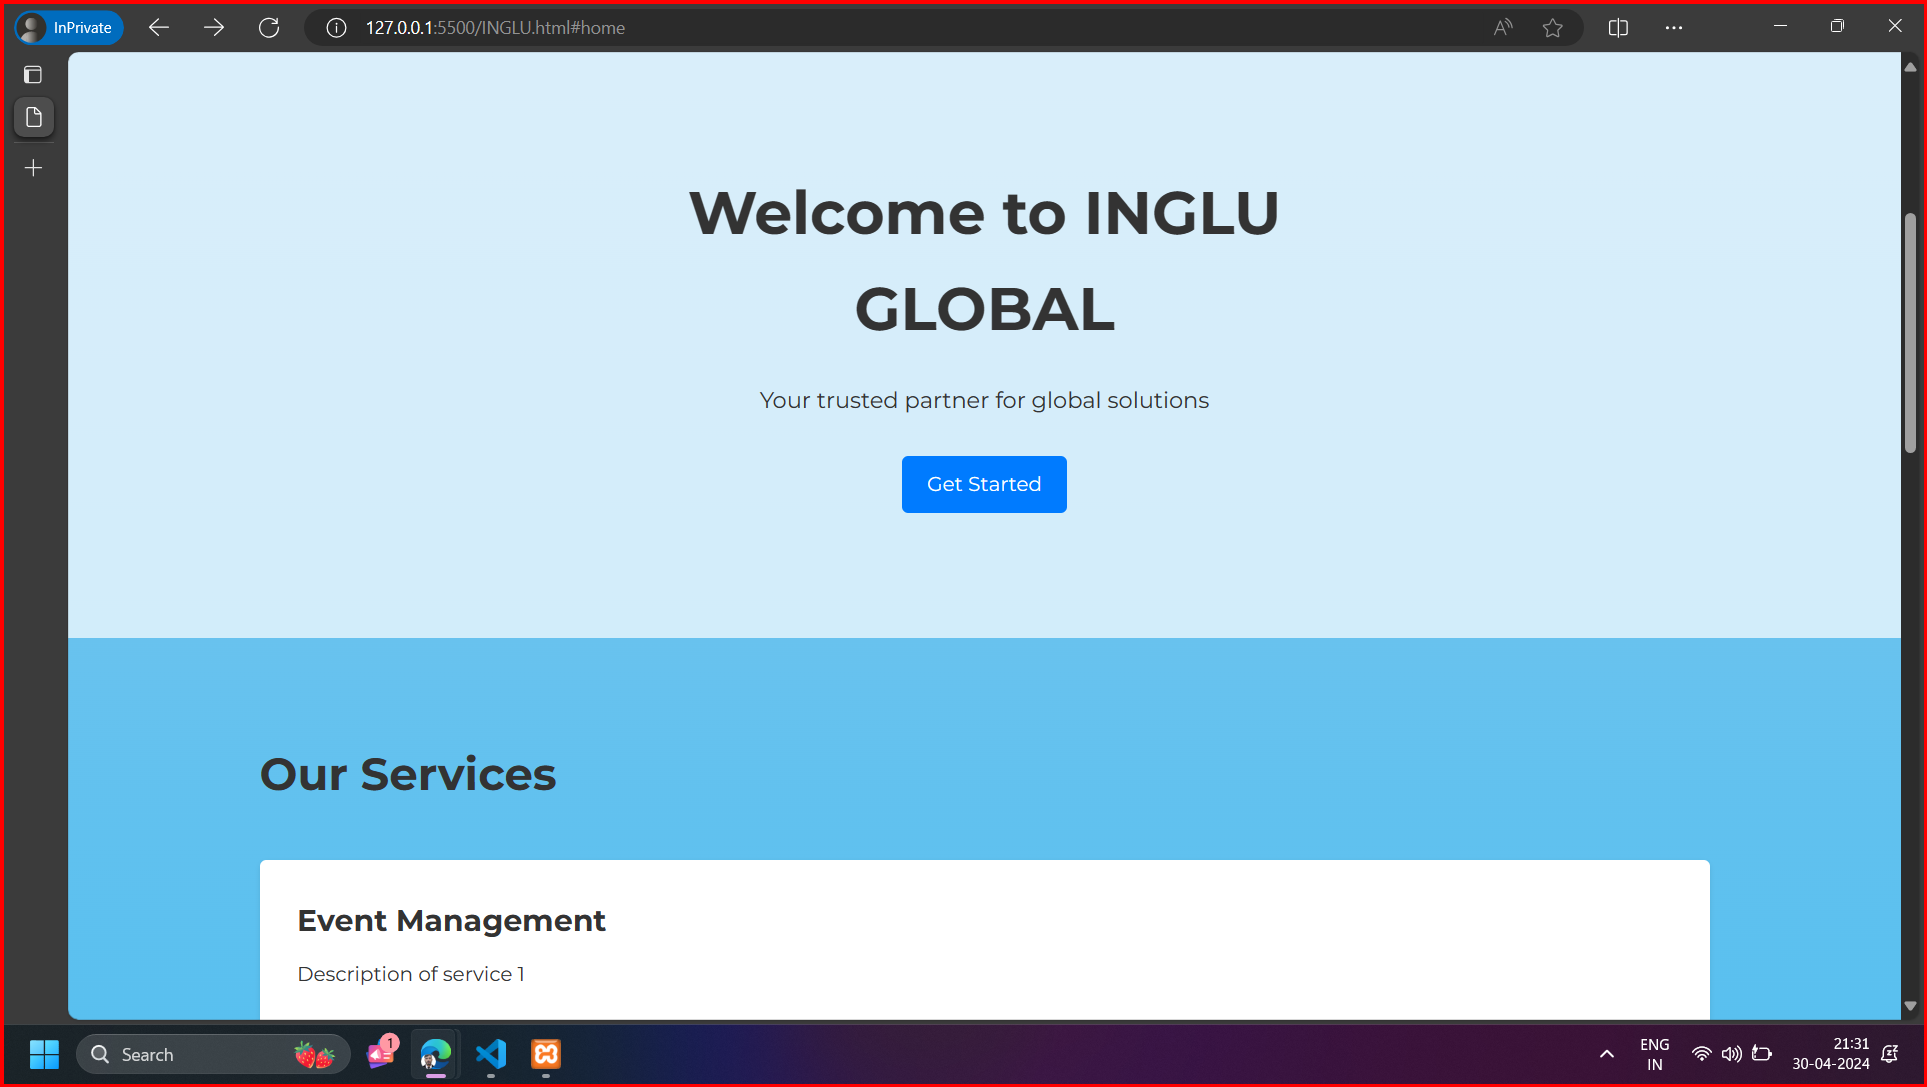 InPrivate
127.0.0.1:5500/INGLU.html#home
Welcome to INGLU
GLOBAL
Your trusted partner for global solutions
Get Started
Our Services
Event Management
Description of service 1
Search
1
ENG
IN
21:31
30-04-2024